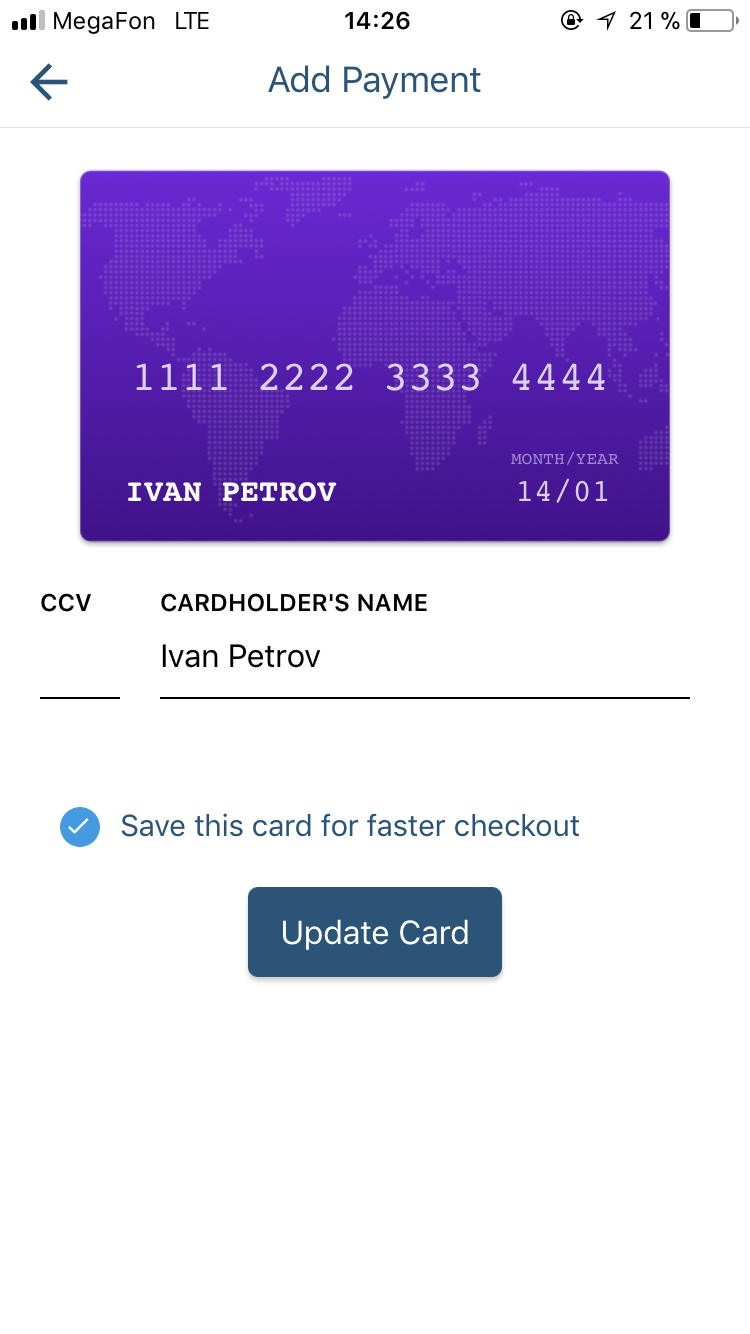 MegaFon LTE 14:26 21 %
Add Payment
1111 2222 3333 4444
MONTH/YEAR
IVAN PETROV 14/01
CCV CARDHOLDER'S NAME
Ivan Petrov
Save this card for faster checkout
Update Card